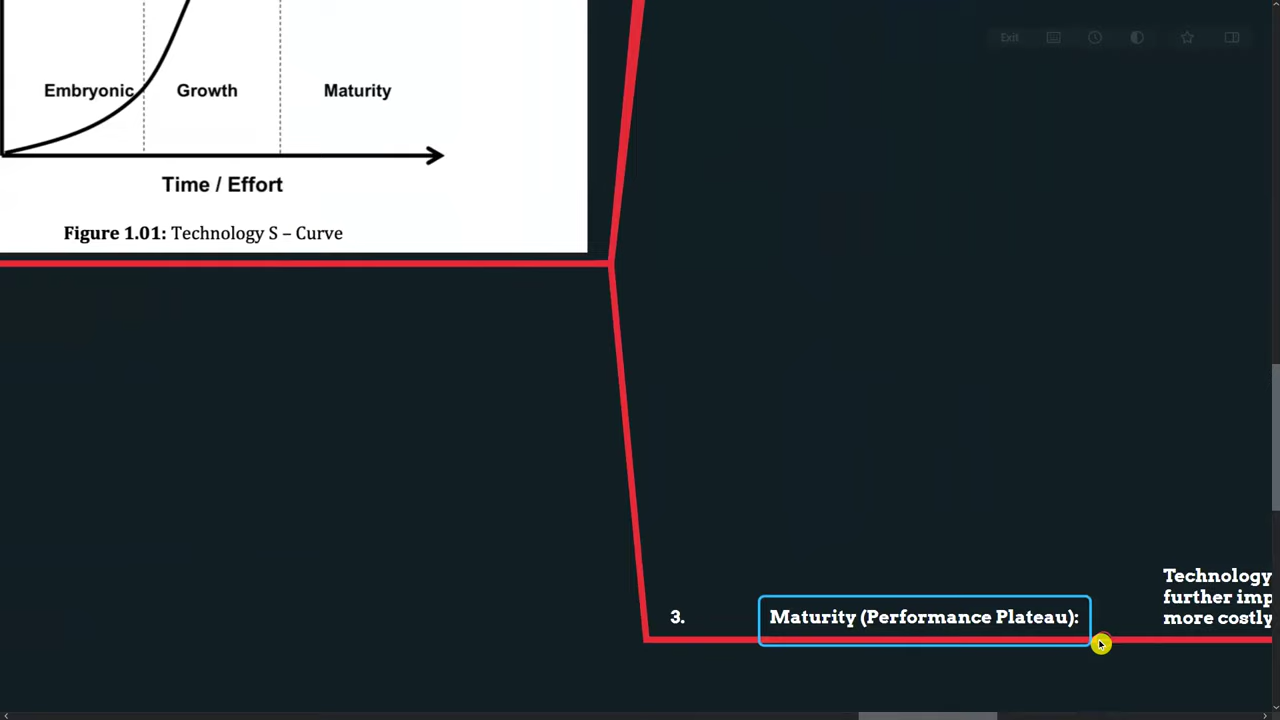 Exit
Embryonic Growth Maturity
Time / Effort
Figure 1.01: Technology S – Curve
3. Maturity (Performance Plateau):
Technology
further imp
more costly